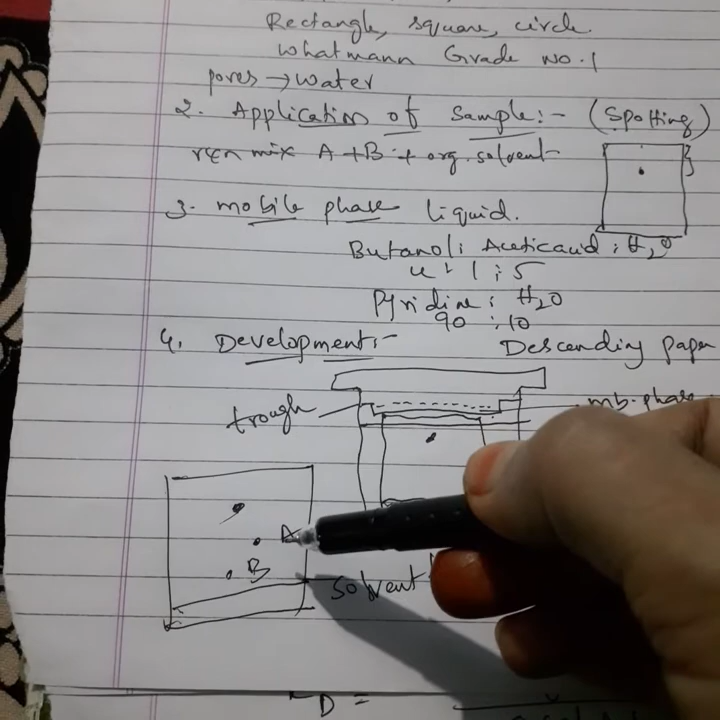 Rectangle, square, circle.
Whatmann Grade no. 1
pores → water
2. Application of Sample:- (Spotting)
mix A + B + org. solvent
3. mobile phase liquid.
Butanol: Aceticacid: H2O
4: 1: 5
Pyridine: H2O
90 : 10
4. Development:- Descending paper
trough
mb. phase
A
B
solvent
D =